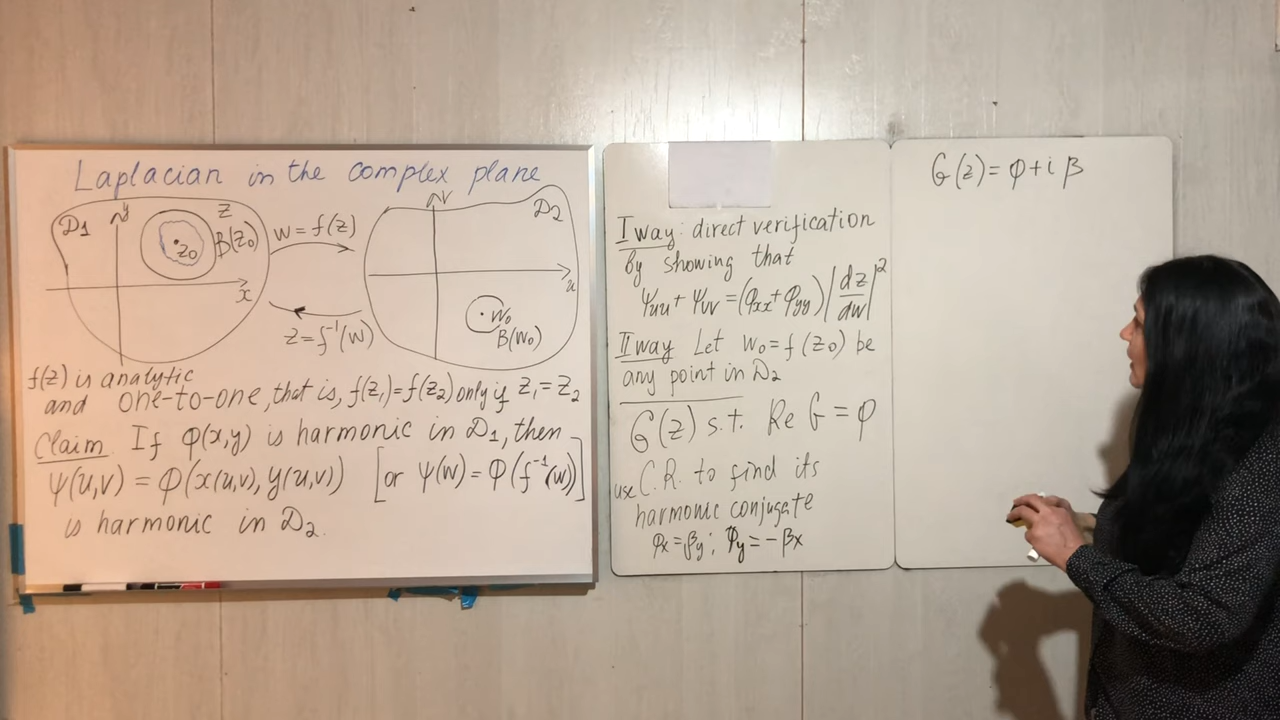 Laplacian in the complex plane
D1
y
z
z0
B(z0)
x
w = f(z)
z = f⁻¹(w)
v
D2
u
w0
B(w0)
f(z) is analytic
and one-to-one, that is, f(z1)=f(z2) only if z1=z2
Claim. If φ(x,y) is harmonic in D1, then
ψ(u,v) = φ(x(u,v), y(u,v)) [or ψ(w) = φ(f⁻¹(w))]
is harmonic in D2.
I way: direct verification
by showing that
ψuu + ψvv = (φxx + φyy) |dz/dw|²
II way Let w0 = f(z0) be
any point in D2
G(z) s.t. Re G = φ
use C.R. to find its
harmonic conjugate
φx = βy; φy = -βx
G(z) = φ + i β